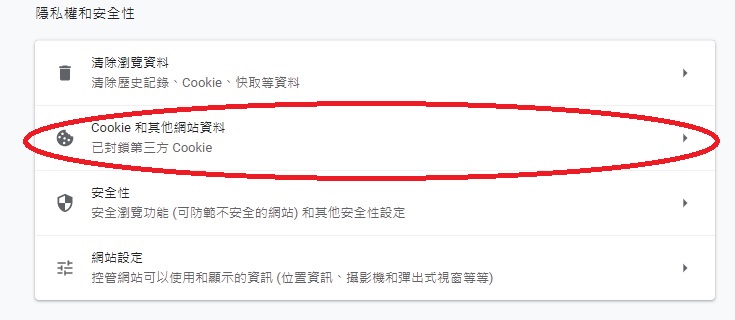 隱私權和安全性
清除瀏覽資料
清除歷史記錄、Cookie、快取等資料
Cookie 和其他網站資料
已封鎖第三方 Cookie
安全性
安全瀏覽功能 (可防範不安全的網站) 和其他安全性設定
網站設定
控管網站可以使用和顯示的資訊 (位置資訊、攝影機和彈出式視窗等等)